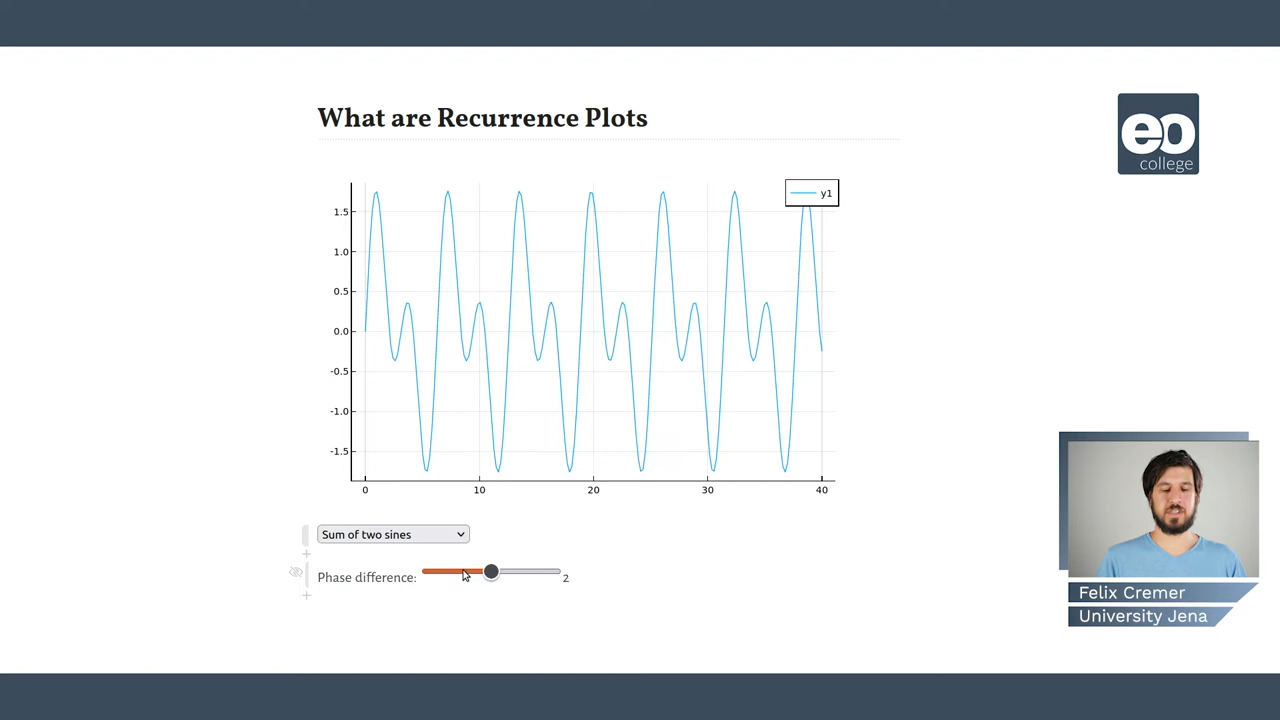 What are Recurrence Plots
eo
college
y1
1.5
1.0
0.5
0.0
-0.5
-1.0
-1.5
0 10 20 30 40
Sum of two sines
Phase difference: 2
Felix Cremer
University Jena